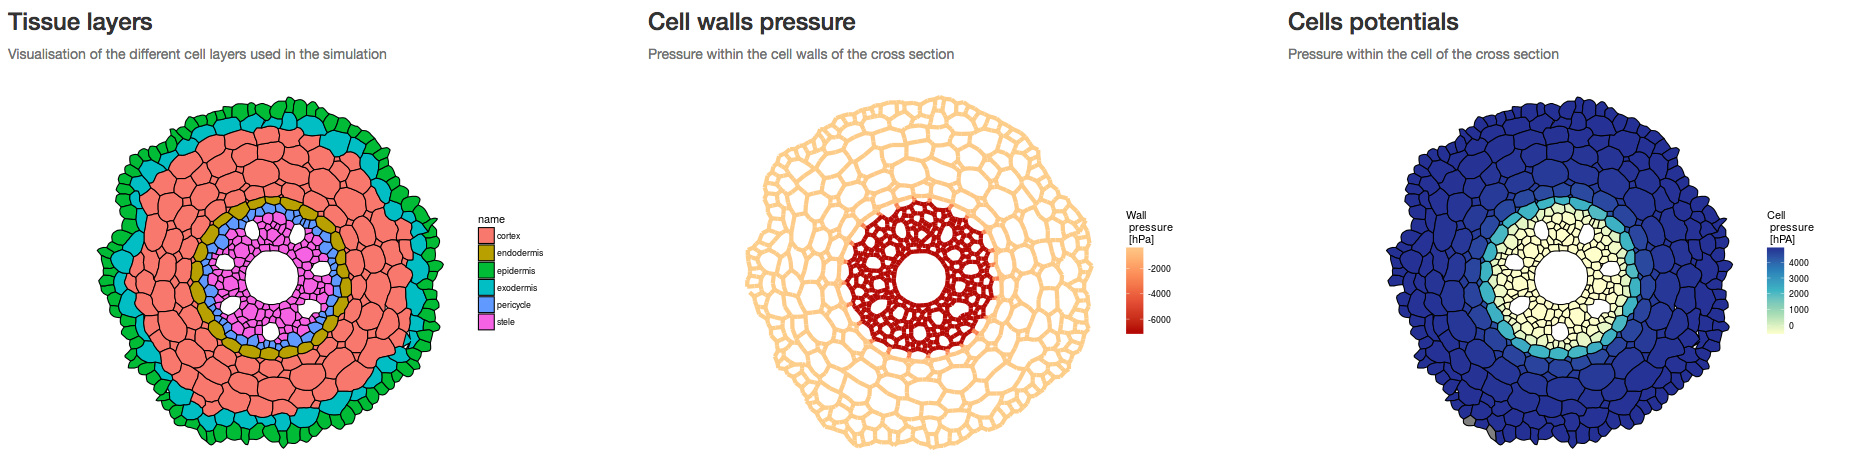 Tissue layers
Visualisation of the different cell layers used in the simulation
name
cortex
endodermis
epidermis
exodermis
pericycle
stele
Cell walls pressure
Pressure within the cell walls of the cross section
Wall
pressure
[hPa]
-2000
-4000
-6000
Cells potentials
Pressure within the cell of the cross section
Cell
pressure
[hPA]
4000
3000
2000
1000
0